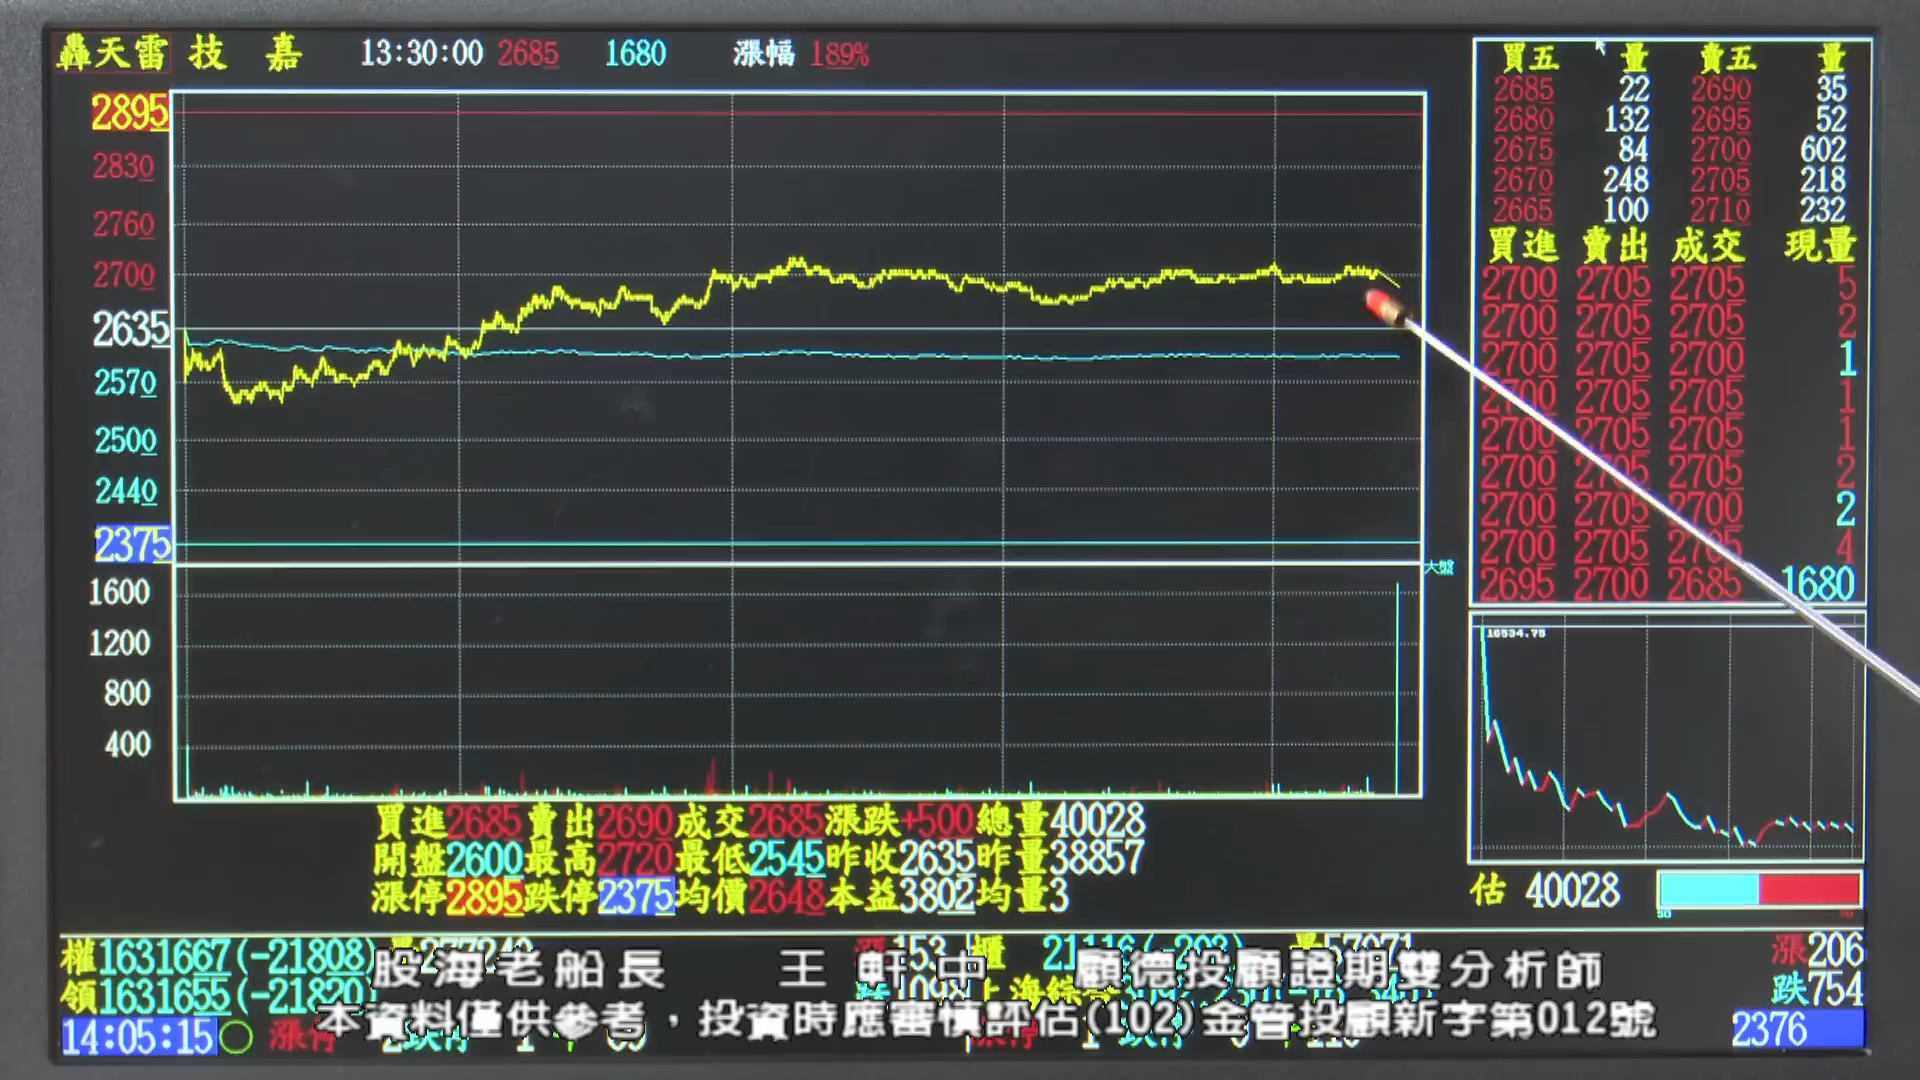 轟天雷 技 嘉 13:30:00 2685 1680 漲幅 189%
2895
2830
2760
2700
2635
2570
2500
2440
2375
1600
1200
800
400
大盤
買五 量 賣五 量
2685 22 2690 35
2680 132 2695 52
2675 84 2700 602
2670 248 2705 218
2665 100 2710 232
買進 賣出 成交 現量
2700 2705 2705 5
2700 2705 2705 2
2700 2705 2700 1
2700 2705 2705 1
2700 2705 2705 1
2700 2705 2705 2
2700 2705 2700 2
2700 2705 2705 4
2695 2700 2685 1680
16534.75
買進2685賣出2690成交2685漲跌+500總量40028
開盤2600最高2720最低2545昨收2635昨量38857
漲停2895跌停2375均價2648本益3802均量3
估 40028
50 50
權1631667(-21808) 153 櫃 漲206
領1631655(-21820) 跌754
股海老船長 王軒中 顧德投顧證期雙分析師
本資料僅供參考，投資時應審慎評估(102)金管投顧新字第012號
14:05:15 漲停 2376